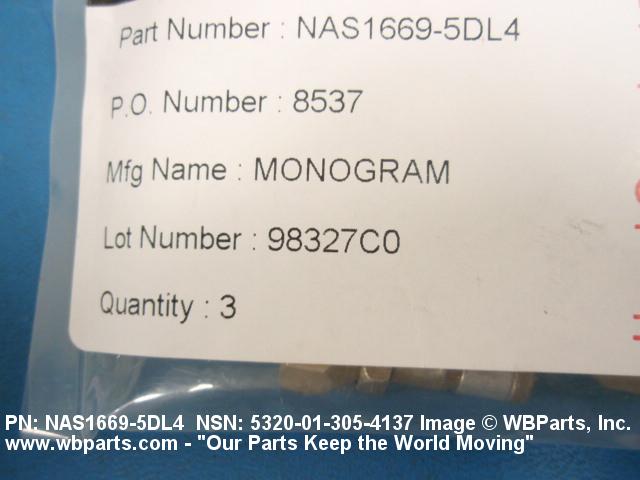 Part Number : NAS1669-5DL4
P.O. Number : 8537
Mfg Name : MONOGRAM
Lot Number : 98327C0
Quantity : 3
PN: NAS1669-5DL4 NSN: 5320-01-305-4137 Image © WBParts, Inc.
www.wbparts.com - "Our Parts Keep the World Moving"